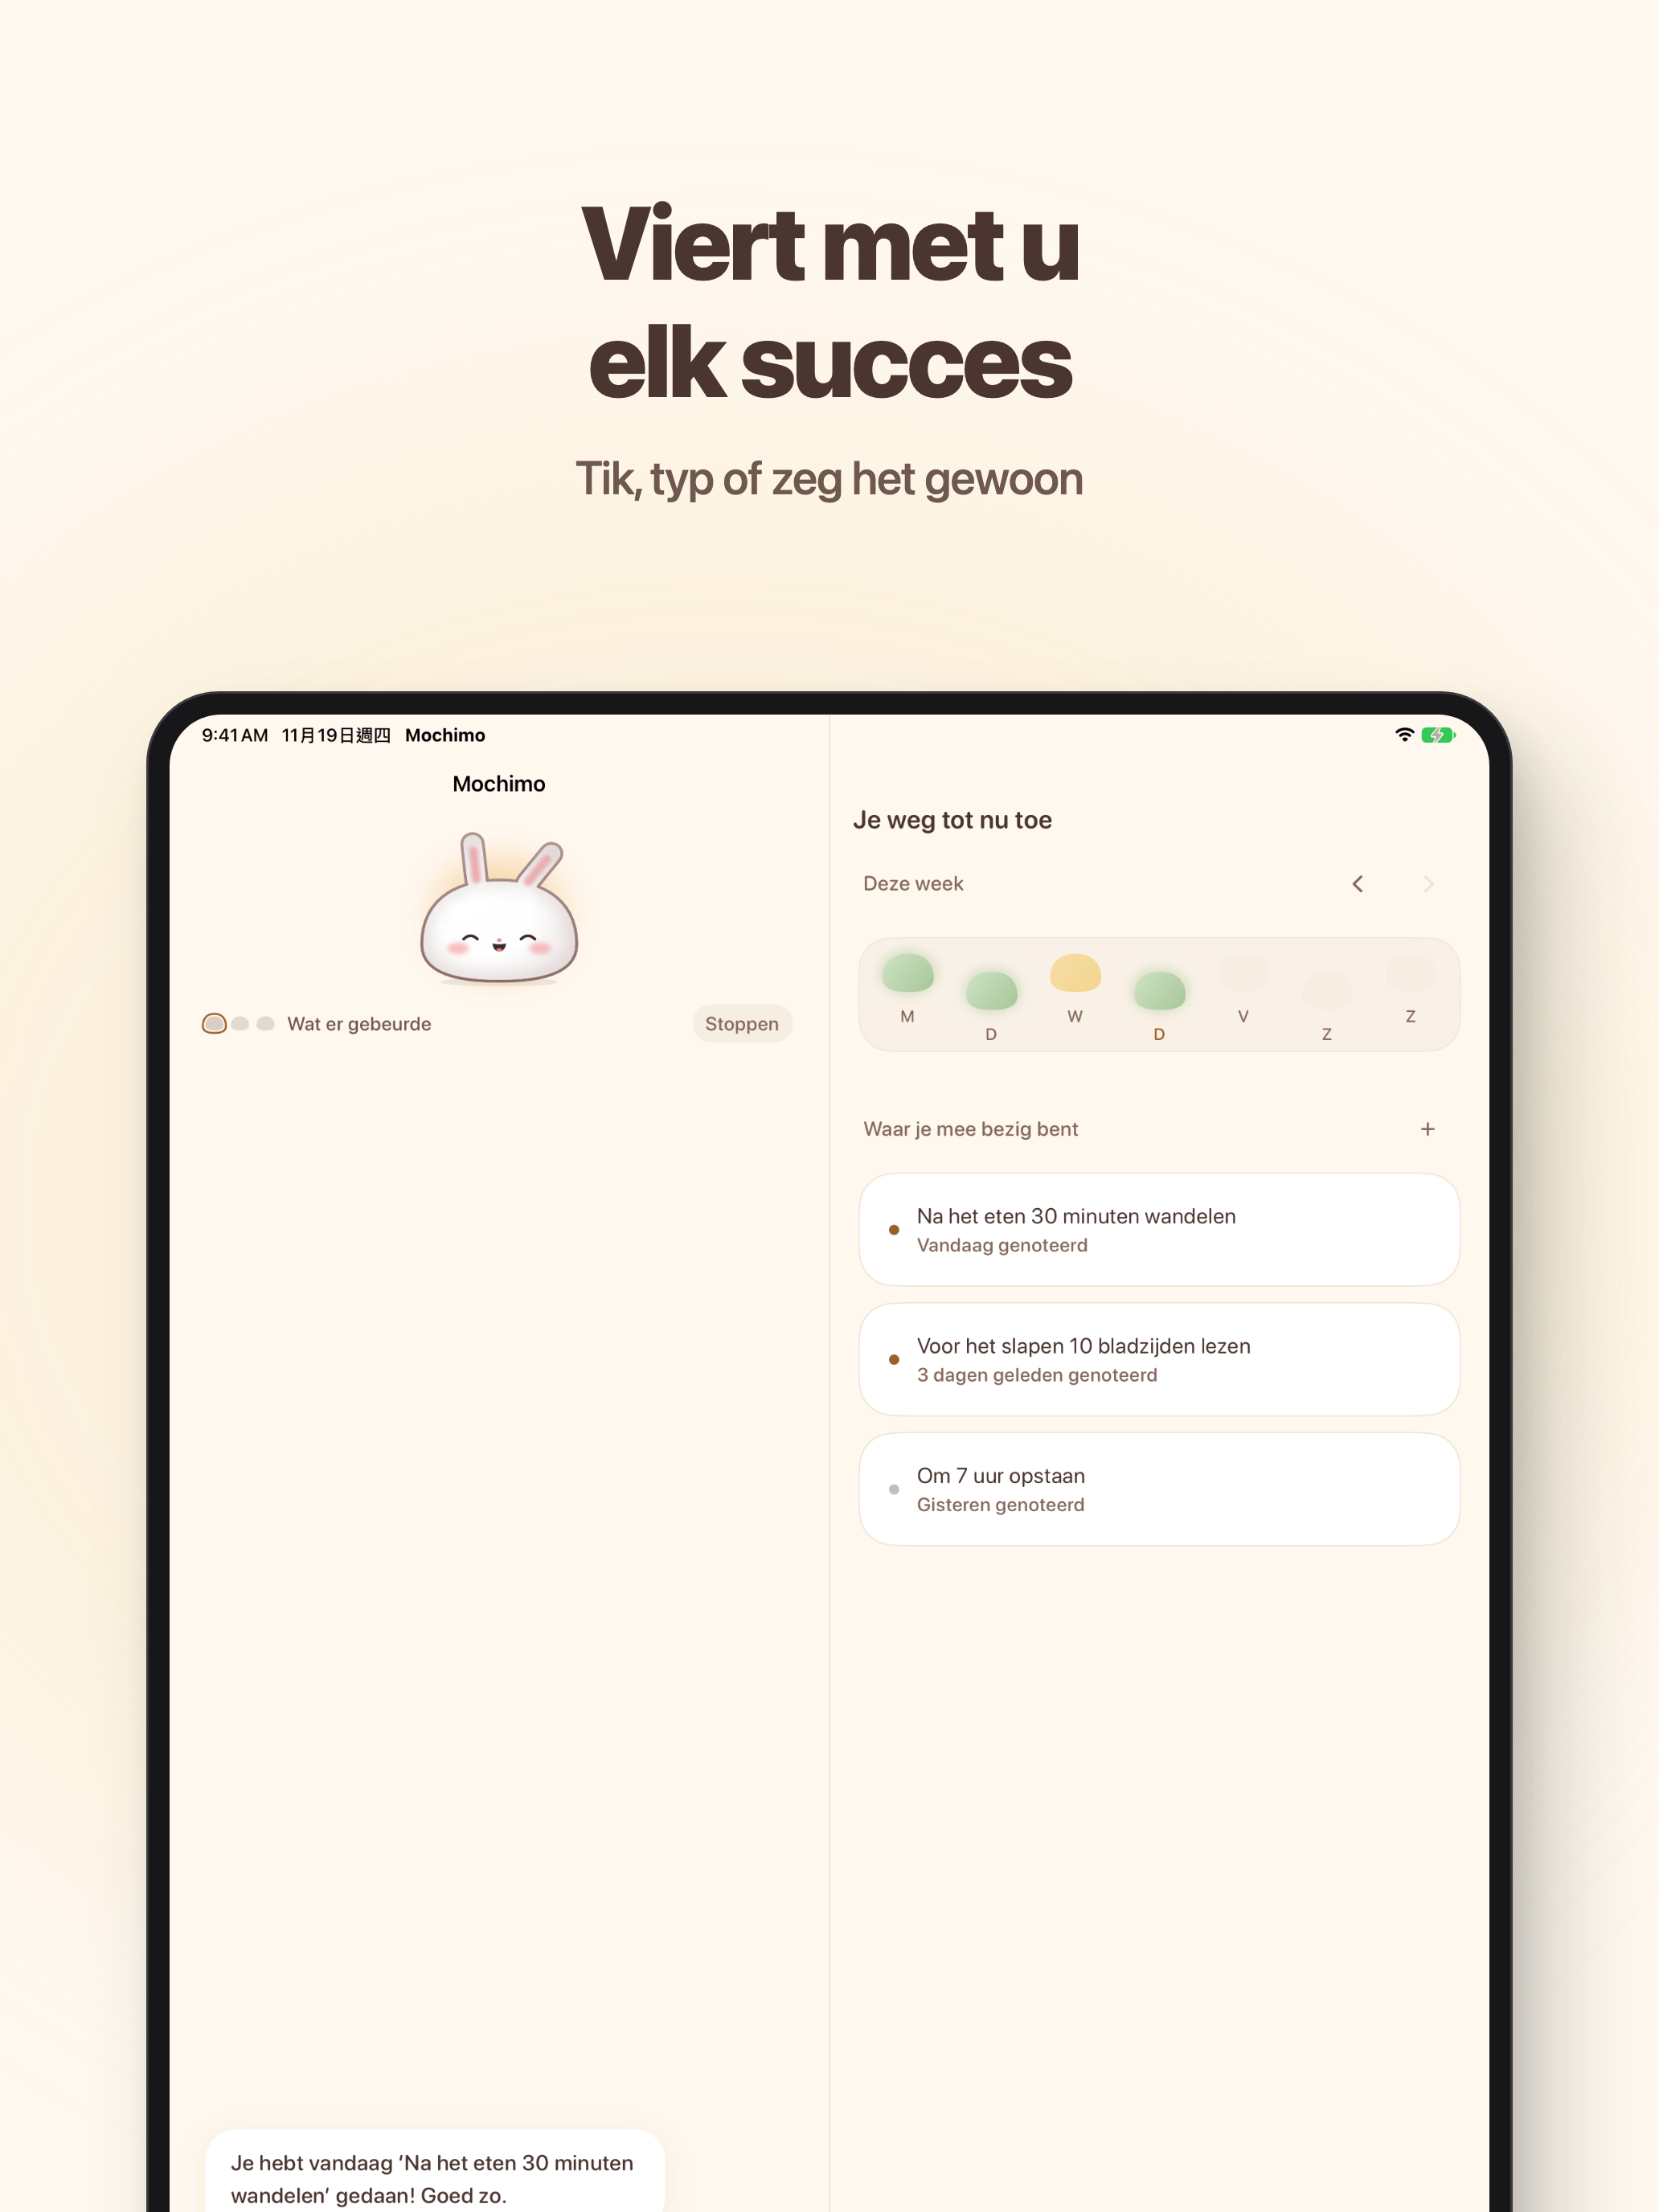 Viert met u
elk succes
Tik, typ of zeg het gewoon
9:41 AM 11月19日週四 Mochimo
Mochimo
Wat er gebeurde
Stoppen
Je hebt vandaag ‘Na het eten 30 minuten
wandelen’ gedaan! Goed zo.
Je weg tot nu toe
Deze week
M D W D V Z Z
Waar je mee bezig bent
Na het eten 30 minuten wandelen
Vandaag genoteerd
Voor het slapen 10 bladzijden lezen
3 dagen geleden genoteerd
Om 7 uur opstaan
Gisteren genoteerd